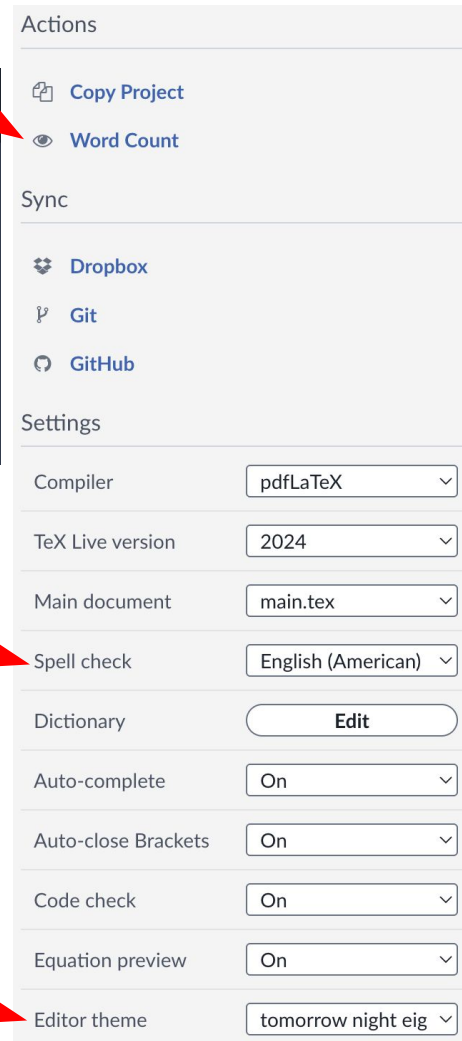 Actions
Copy Project
Word Count
Sync
Dropbox
Git
GitHub
Settings
Compiler pdfLaTeX
TeX Live version 2024
Main document main.tex
Spell check English (American)
Dictionary Edit
Auto-complete On
Auto-close Brackets On
Code check On
Equation preview On
Editor theme tomorrow night eig